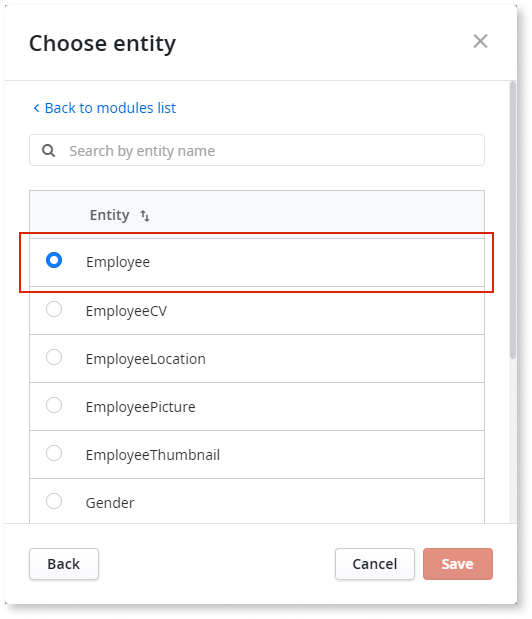 Choose entity
Back to modules list
Search by entity name
Entity
Employee
EmployeeCV
EmployeeLocation
EmployeePicture
EmployeeThumbnail
Gender
Back Cancel Save